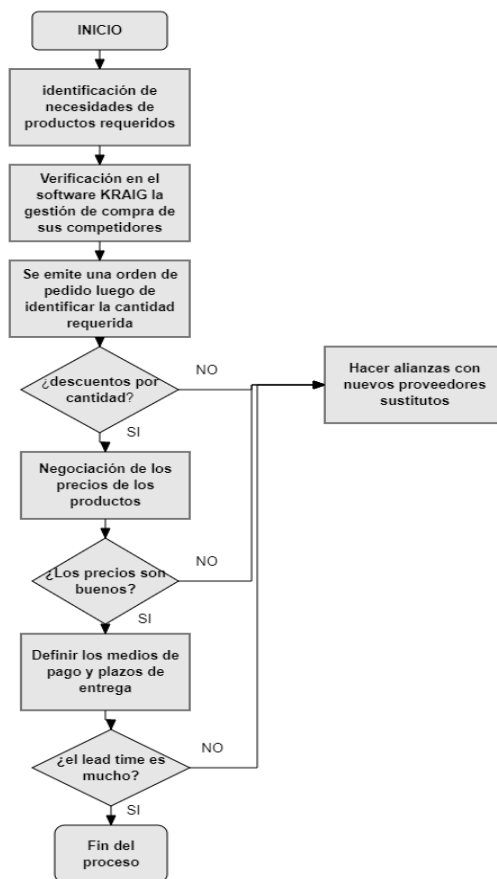 INICIO
identificación de
necesidades de
productos requeridos
Verificación en el
software KRAIG la
gestión de compra de
sus competidores
Se emite una orden de
pedido luego de
identificar la cantidad
requerida
¿descuentos por
cantidad?
NO
Hacer alianzas con
nuevos proveedores
sustitutos
SI
Negociación de los
precios de los
productos
¿Los precios son
buenos?
NO
SI
Definir los medios de
pago y plazos de
entrega
¿el lead time es
mucho?
NO
SI
Fin del
proceso